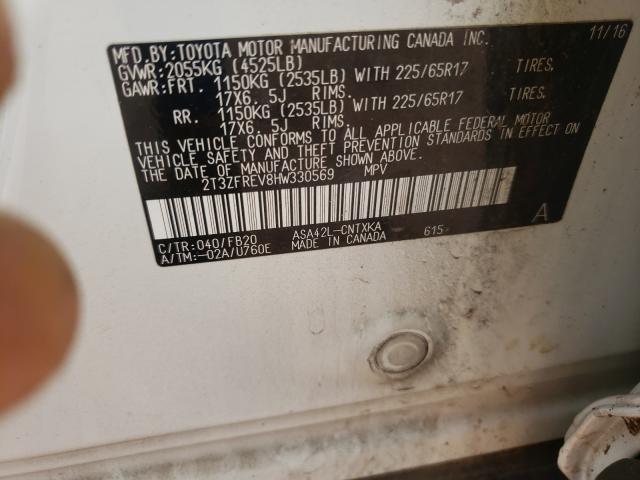 MFD.BY:TOYOTA MOTOR MANUFACTURING CANADA INC. 11/16
GVWR:2055KG (4525LB)
GAWR:FRT. 1150KG (2535LB) WITH 225/65R17 TIRES,
17X6.5J RIMS.
RR. 1150KG (2535LB) WITH 225/65R17 TIRES,
17X6.5J RIMS.
THIS VEHICLE CONFORMS TO ALL APPLICABLE FEDERAL MOTOR
VEHICLE SAFETY AND THEFT PREVENTION STANDARDS IN EFFECT ON
THE DATE OF MANUFACTURE SHOWN ABOVE.
2T3ZFREV8HW330569 MPV
A
C/TR:040/FB20 ASA42L-CNTXKA 615
A/TM:-02A/U760E MADE IN CANADA